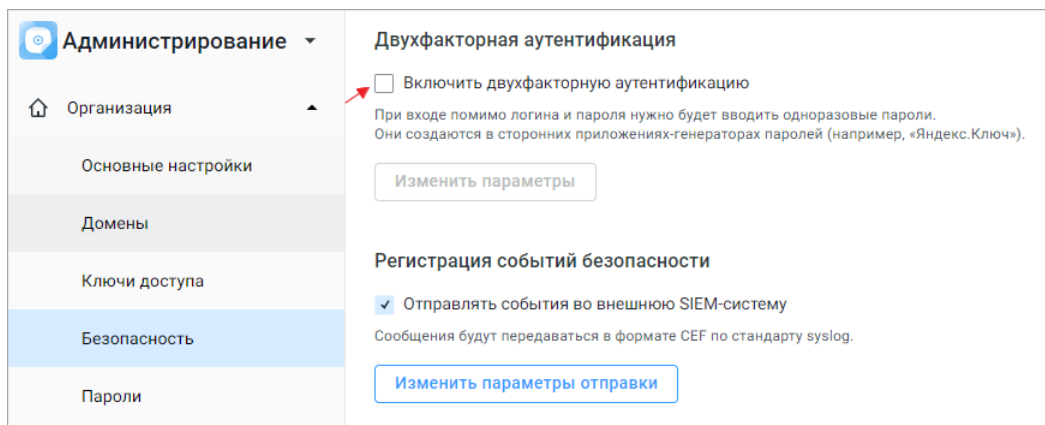 Администрирование
Организация
Основные настройки
Домены
Ключи доступа
Безопасность
Пароли
Двухфакторная аутентификация
Включить двухфакторную аутентификацию
При входе помимо логина и пароля нужно будет вводить одноразовые пароли.
Они создаются в сторонних приложениях-генераторах паролей (например, «Яндекс.Ключ»).
Изменить параметры
Регистрация событий безопасности
Отправлять события во внешнюю SIEM-систему
Сообщения будут передаваться в формате CEF по стандарту syslog.
Изменить параметры отправки